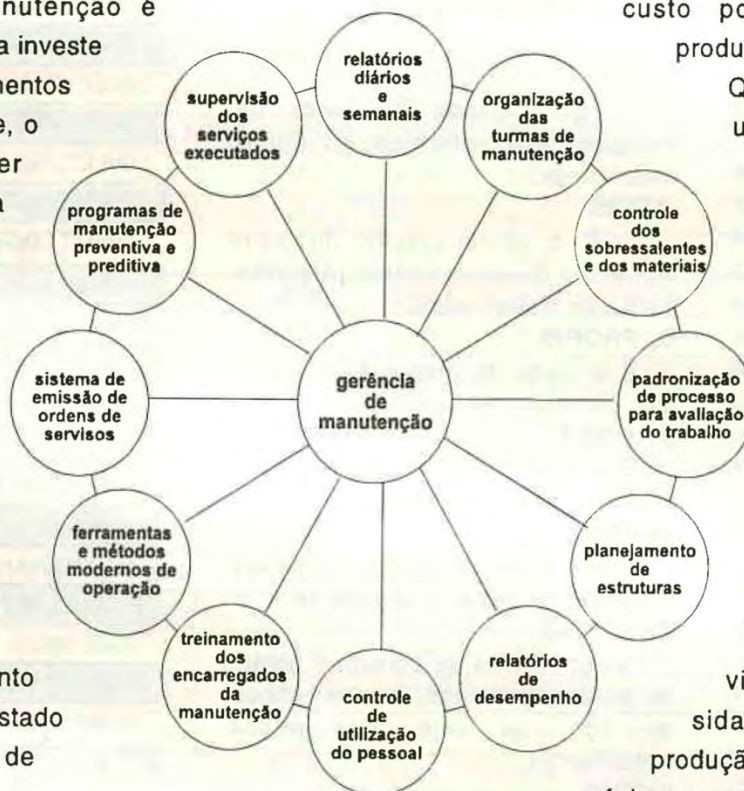 nutenção é
a investe
mentos
e, o
er
a
custo po
produ
Q
u
relatórios
diários
e
semanais
organização
das
turmas de
manutenção
controle
dos
sobressalentes
e dos materiais
padronização
de processo
para avaliação
do trabalho
planejamento
de
estruturas
relatórios
de
desempenho
controle
de
utilização
do pessoal
treinamento
dos
encarregados
da
manutenção
ferramentas
e métodos
modernos de
operação
sistema de
emissão de
ordens de
servisos
programas de
manutenção
preventiva e
preditiva
supervisão
dos
serviços
executados
gerência
de
manutenção
nto
stado
de
vi
sida
produção